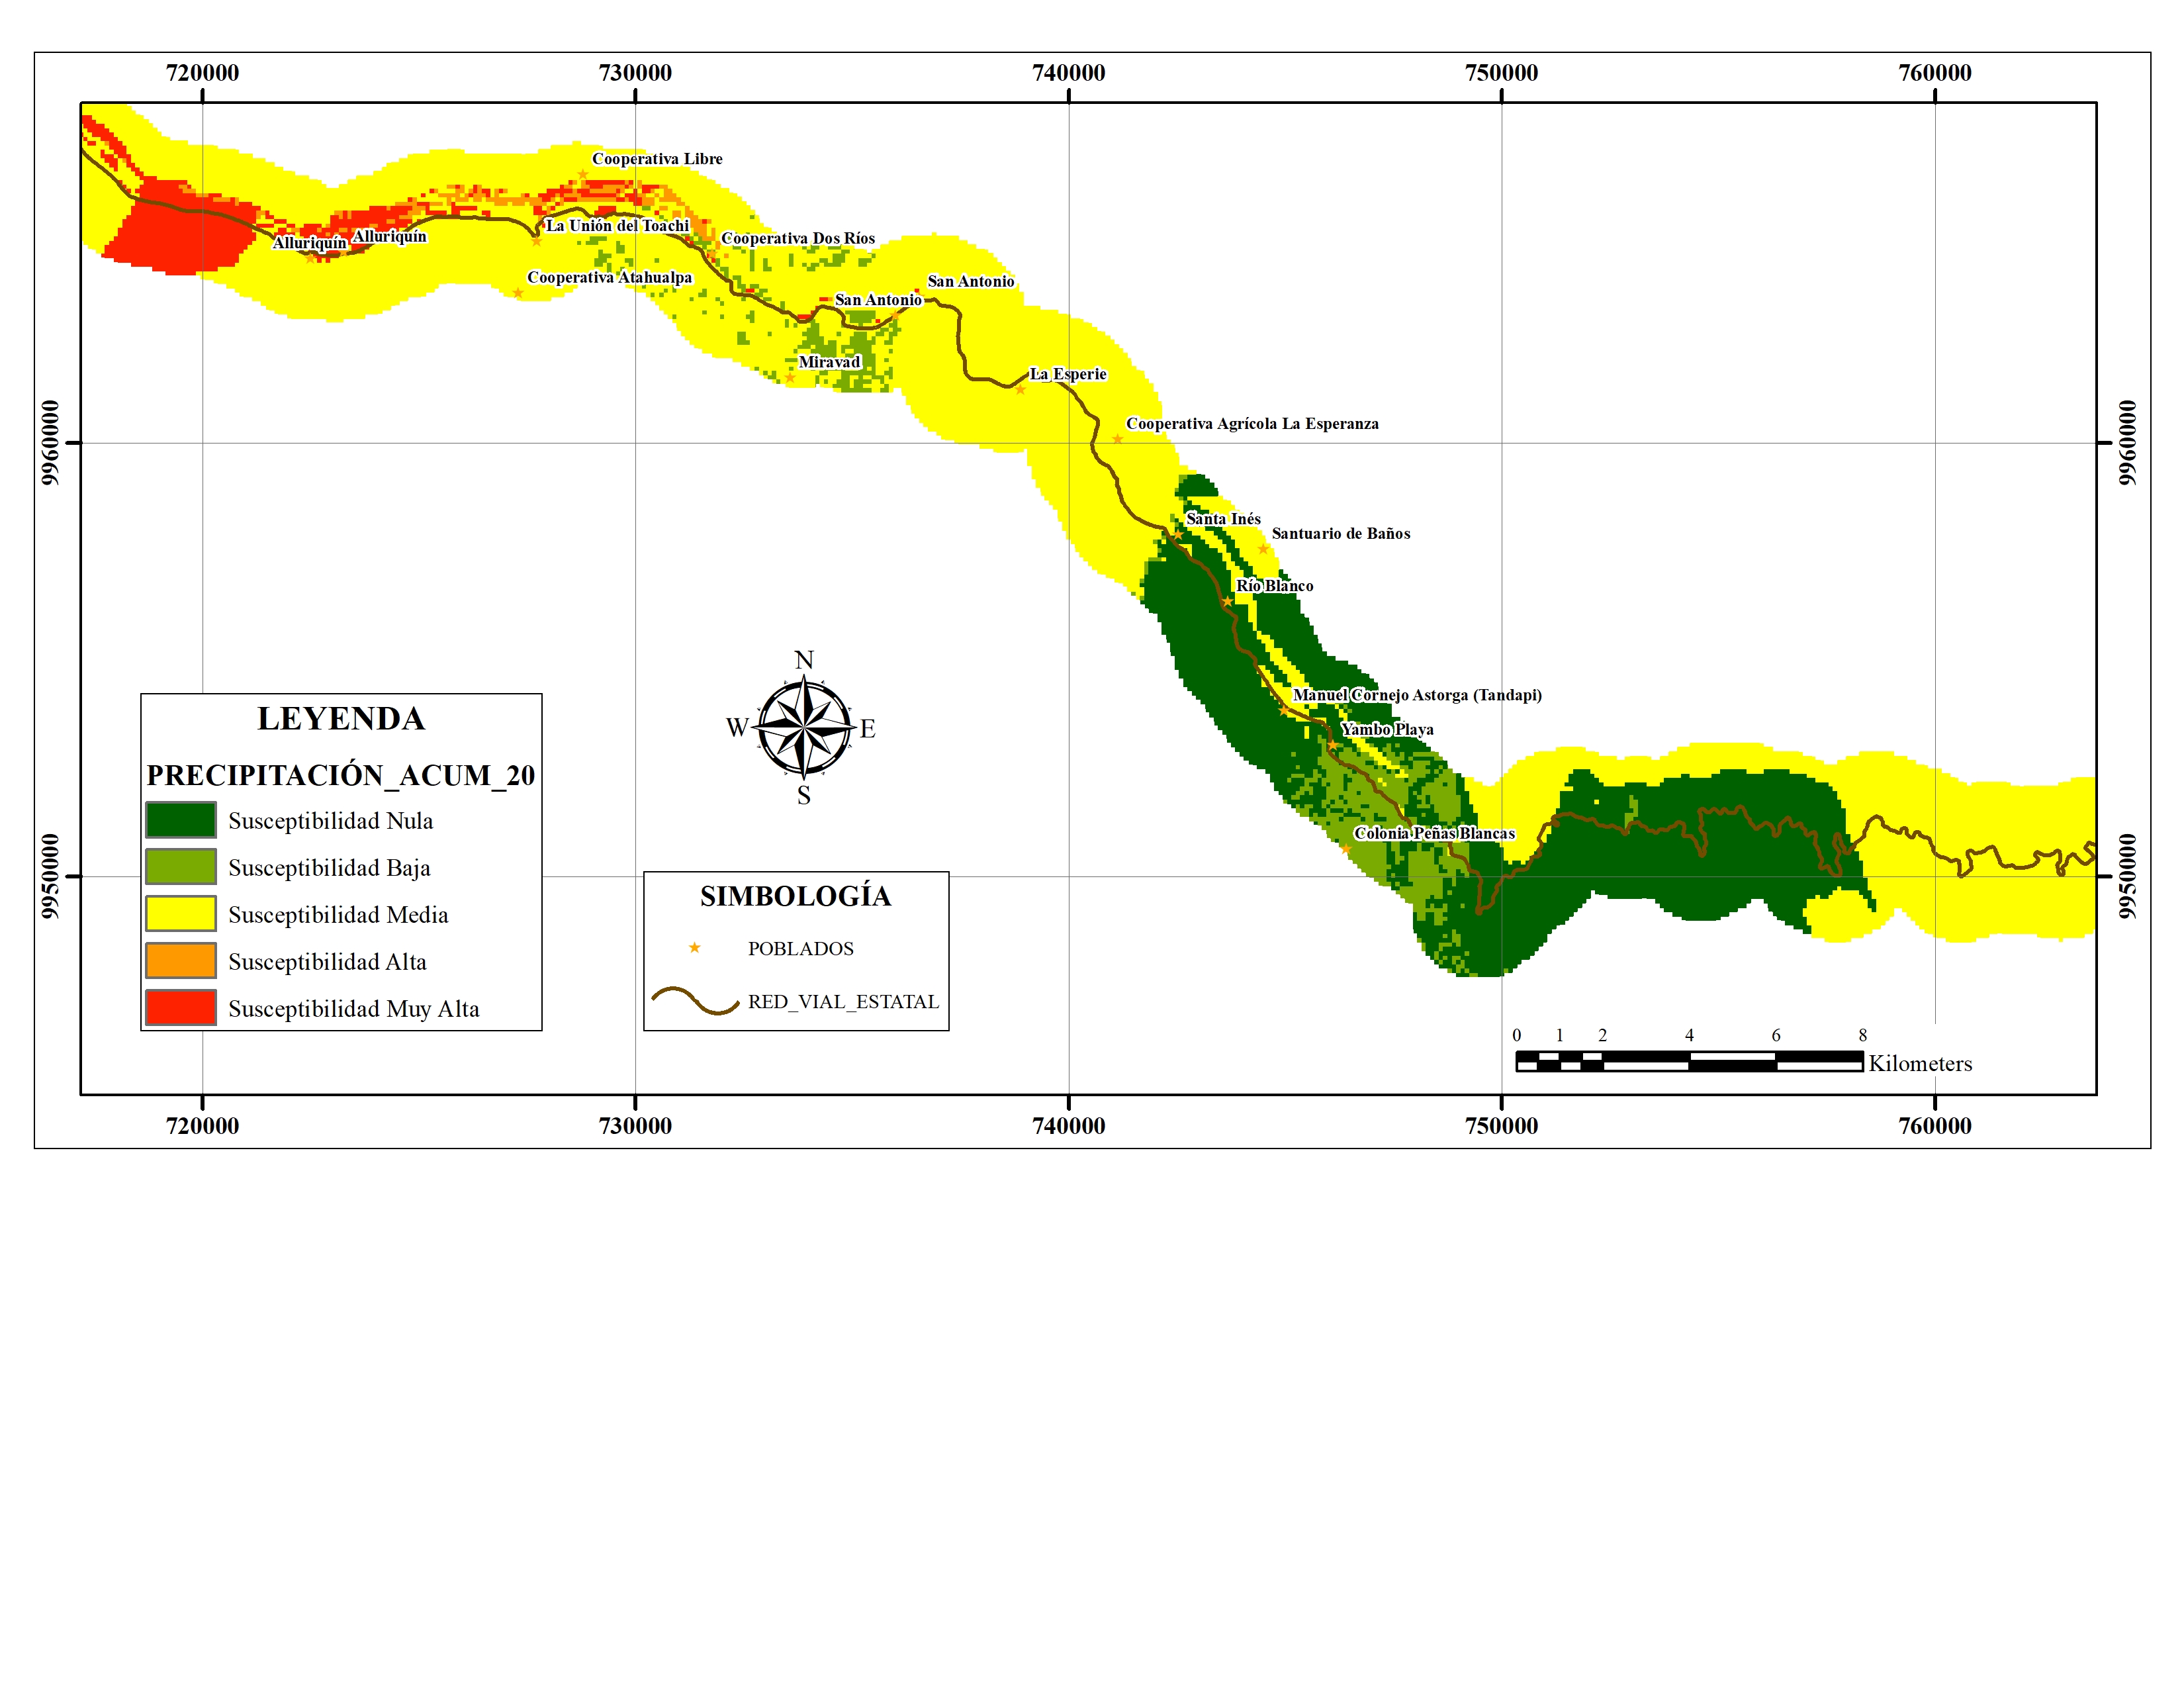 720000 730000 740000 750000 760000
Cooperativa Libre
La Unión del Toachi
Alluriquín
Alluriquín
Cooperativa Dos Ríos
Cooperativa Atahualpa
San Antonio
San Antonio
Miravad
La Esperie
Cooperativa Agrícola La Esperanza
9960000
9960000
Santa Inés
Santuario de Baños
Río Blanco
Manuel Cornejo Astorga (Tandapi)
Yambo Playa
Colonia Peñas Blancas
9950000
9950000
N
W E
S
LEYENDA
PRECIPITACIÓN_ACUM_20
Susceptibilidad Nula
Susceptibilidad Baja
Susceptibilidad Media
Susceptibilidad Alta
Susceptibilidad Muy Alta
SIMBOLOGÍA
POBLADOS
RED_VIAL_ESTATAL
0 1 2 4 6 8
Kilometers
720000 730000 740000 750000 760000